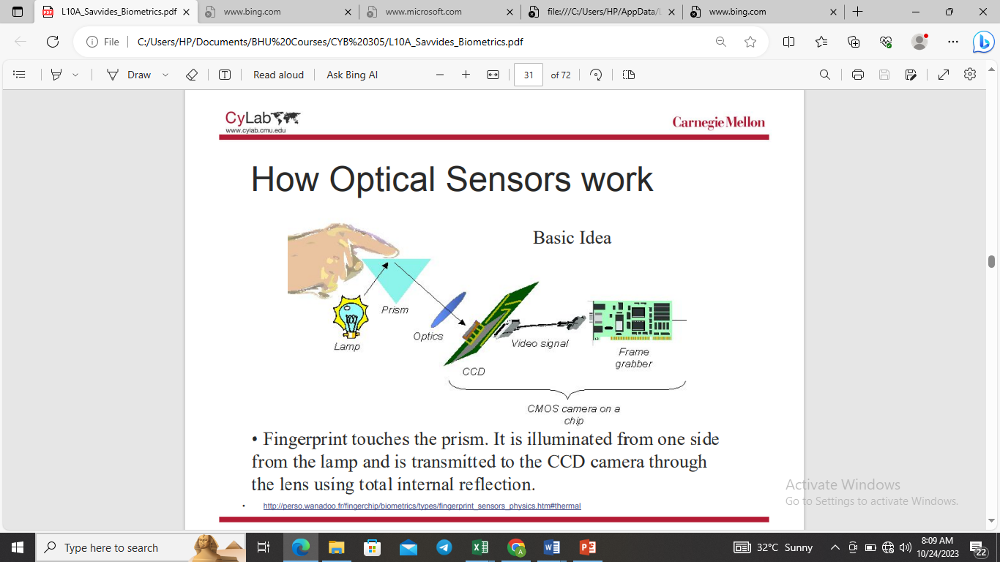 L10A_Savvides_Biometrics.pdf
www.bing.com
www.microsoft.com
file:///C:/Users/HP/AppData/
www.bing.com
File
C:/Users/HP/Documents/BHU%20Courses/CYB%20305/L10A_Savvides_Biometrics.pdf
Draw
Read aloud
Ask Bing AI
31
of 72
CyLab
www.cylab.cmu.edu
Carnegie Mellon
How Optical Sensors work
Basic Idea
Prism
Lamp
Optics
Video signal
CCD
Frame
grabber
CMOS camera on a
chip
• Fingerprint touches the prism. It is illuminated from one side
from the lamp and is transmitted to the CCD camera through
the lens using total internal reflection.
• http://perso.wanadoo.fr/fingerchip/biometrics/types/fingerprint_sensors_physics.htm#thermal
Activate Windows
Go to Settings to activate Windows.
Type here to search
32°C Sunny
8:09 AM
10/24/2023
22